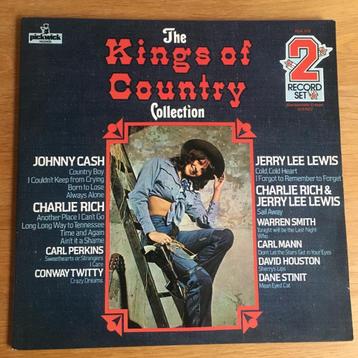 pickwick
The
Kings of
Country
Collection
2
RECORD
SET
JOHNNY CASH
Country Boy
I Couldn't Keep from Crying
Born to Lose
Always Alone
CHARLIE RICH
Another Place I Can't Go
Long Long Way to Tennessee
Time and Again
Ain't it a Shame
CARL PERKINS
Sweethearts or Strangers
I Care
CONWAY TWITTY
Crazy Dreams
JERRY LEE LEWIS
Cold, Cold Heart
I Forgot to Remember to Forget
CHARLIE RICH &
JERRY LEE LEWIS
Sail Away
WARREN SMITH
Tonight will be the Last Night
Who
CARL MANN
Don't Let the Stars Get in Your Eyes
DAVID HOUSTON
Sherry's Lips
DANE STINIT
Mean Eyed Cat